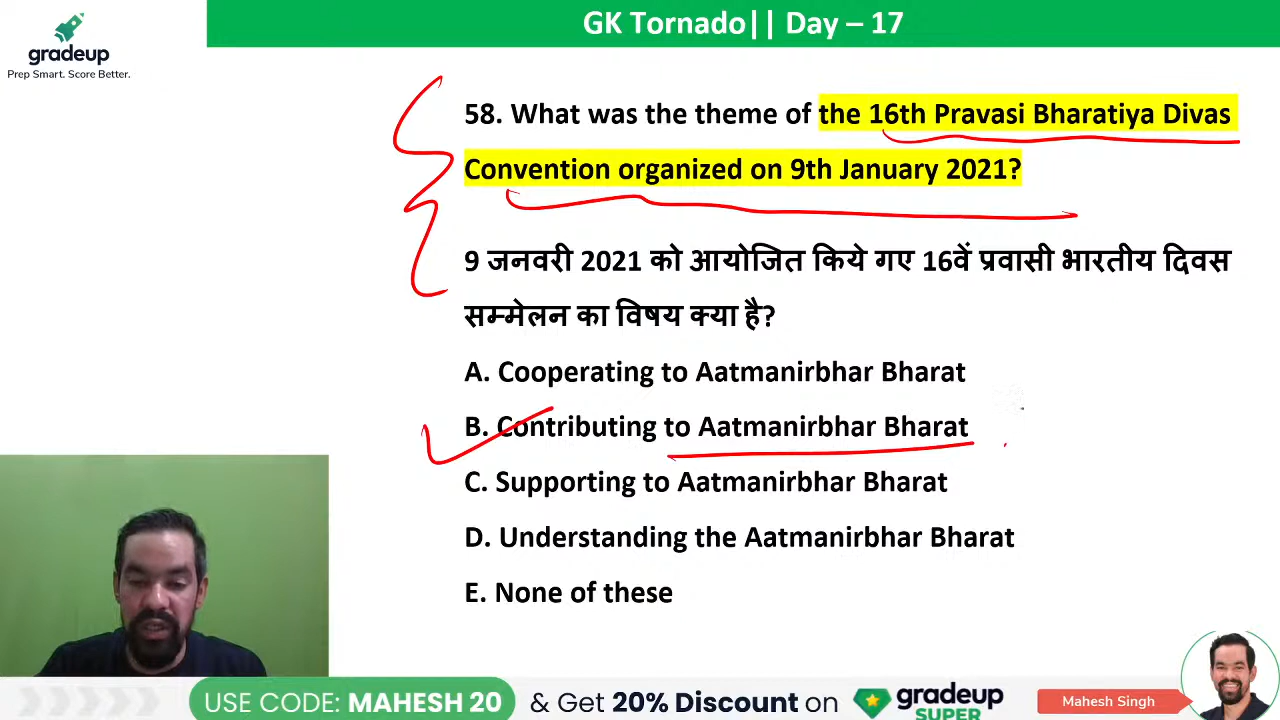 gradeup
Prep Smart. Score Better.
GK Tornado|| Day – 17
58. What was the theme of the 16th Pravasi Bharatiya Divas
Convention organized on 9th January 2021?
9 जनवरी 2021 को आयोजित किये गए 16वें प्रवासी भारतीय दिवस
सम्मेलन का विषय क्या है?
A. Cooperating to Aatmanirbhar Bharat
B. Contributing to Aatmanirbhar Bharat
C. Supporting to Aatmanirbhar Bharat
D. Understanding the Aatmanirbhar Bharat
E. None of these
USE CODE: MAHESH 20 & Get 20% Discount on gradeup SUPER
Mahesh Singh